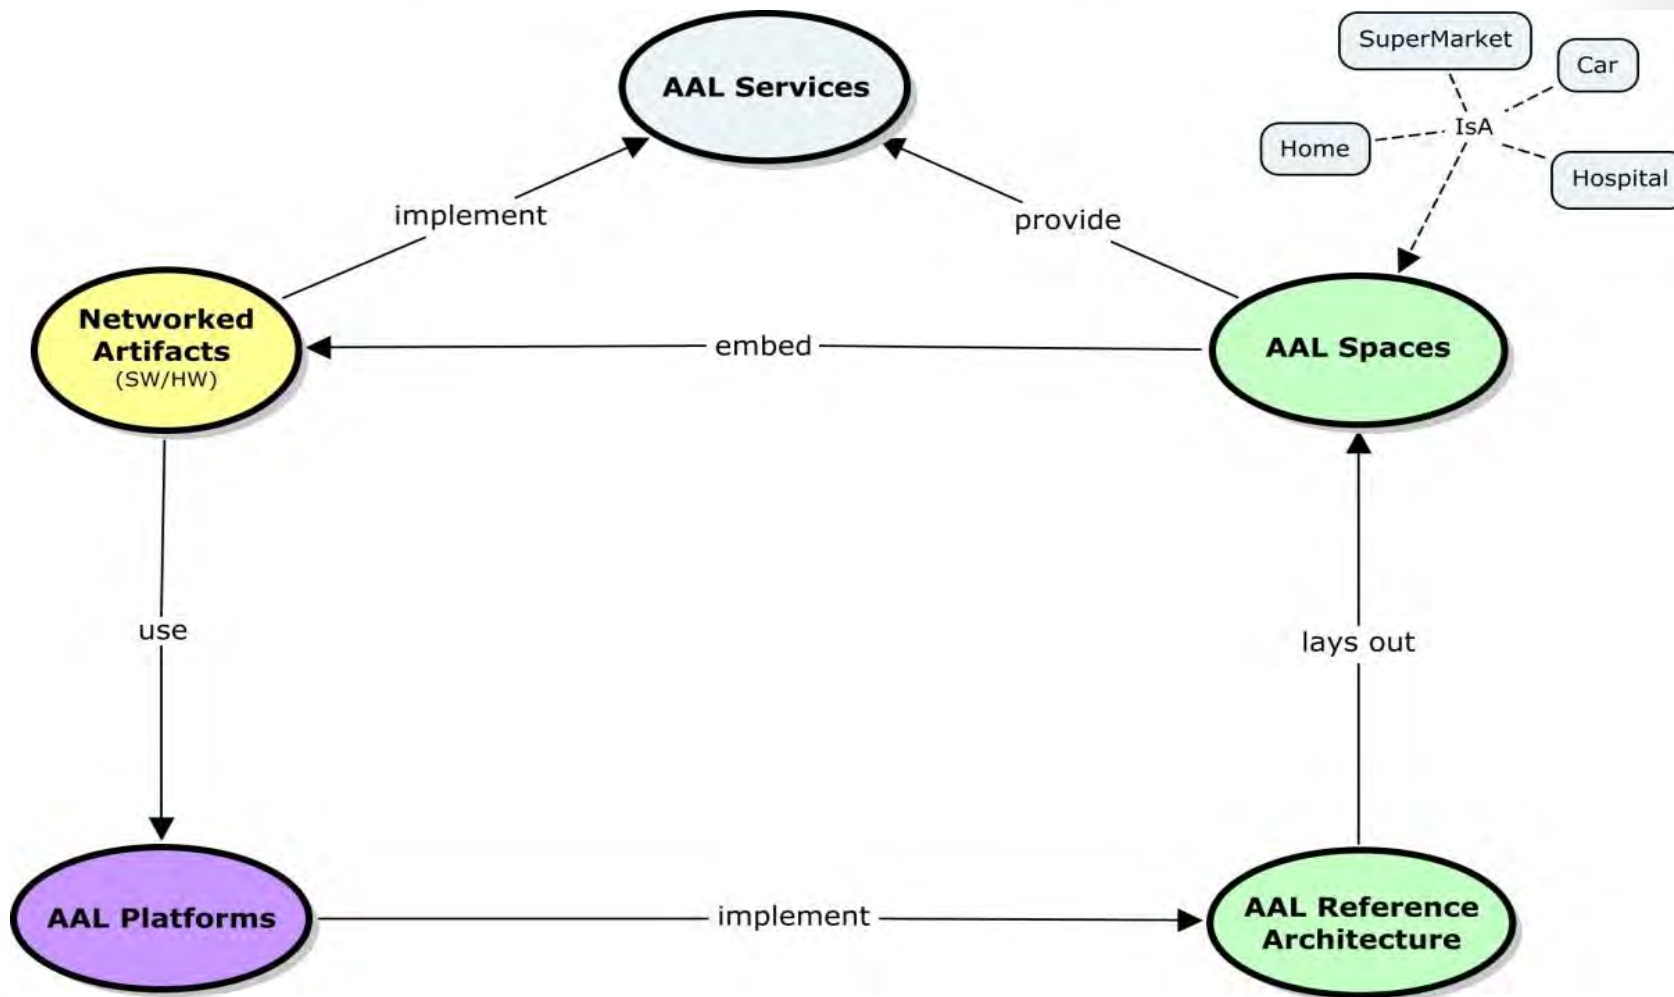 SuperMarket
Car
AAL Services
IsA
Home
Hospital
implement
provide
Networked
Artifacts
(SW/HW)
embed
AAL Spaces
use
lays out
AAL Platforms
implement
AAL Reference
Architecture